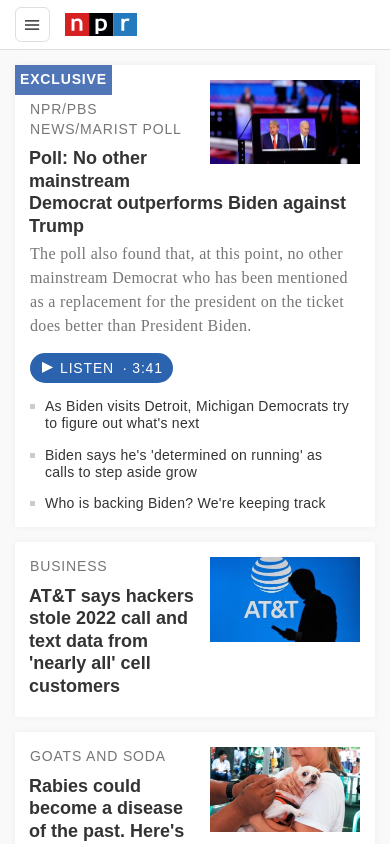 npr
EXCLUSIVE
NPR/PBS
NEWS/MARIST POLL
Poll: No other
mainstream
Democrat outperforms Biden against
Trump
The poll also found that, at this point, no other
mainstream Democrat who has been mentioned
as a replacement for the president on the ticket
does better than President Biden.
LISTEN · 3:41
As Biden visits Detroit, Michigan Democrats try
to figure out what's next
Biden says he's 'determined on running' as
calls to step aside grow
Who is backing Biden? We're keeping track
BUSINESS
AT&T says hackers
stole 2022 call and
text data from
'nearly all' cell
customers
AT&T
GOATS AND SODA
Rabies could
become a disease
of the past. Here's